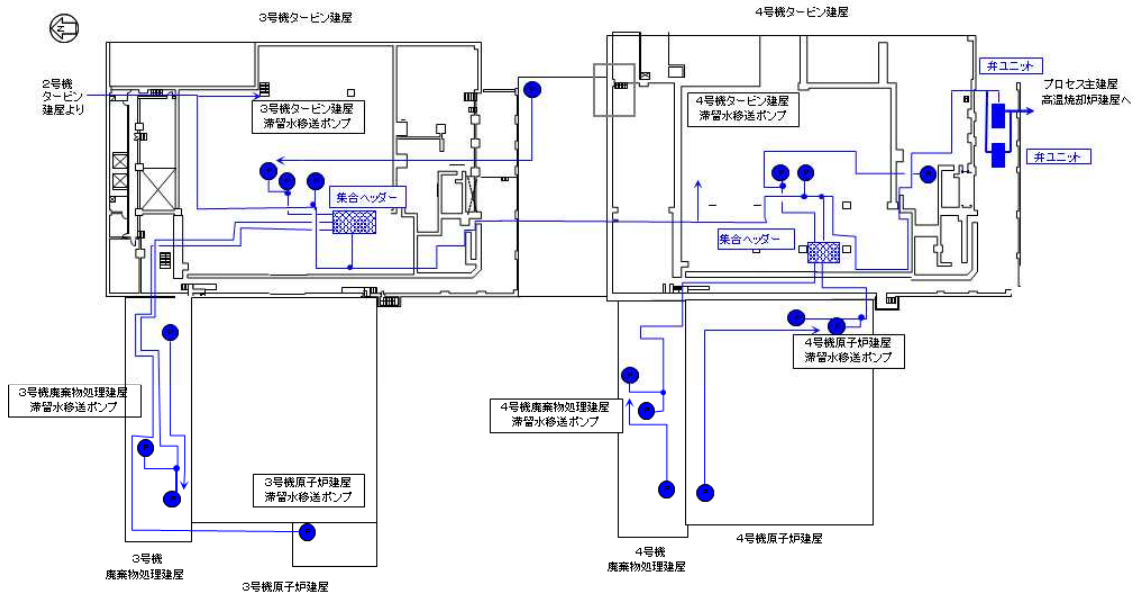 3号機タービン建屋
4号機タービン建屋
N
2号機
タービン
建屋より
3号機タービン建屋
滞留水移送ポンプ
4号機タービン建屋
滞留水移送ポンプ
弁ユニット
プロセス主建屋
高温焼却炉建屋へ
弁ユニット
集合ヘッダー
集合ヘッダー
4号機原子炉建屋
滞留水移送ポンプ
3号機廃棄物処理建屋
滞留水移送ポンプ
4号機廃棄物処理建屋
滞留水移送ポンプ
3号機原子炉建屋
滞留水移送ポンプ
3号機
廃棄物処理建屋
3号機原子炉建屋
4号機
廃棄物処理建屋
4号機原子炉建屋